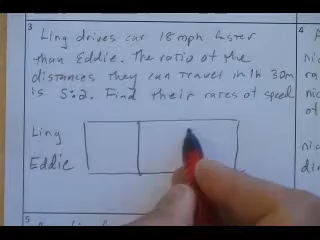 3
Ling drives car 18 mph faster
than Eddie. The ratio of the
distances they can travel in 1h 30m
is 5:2. Find their rates of speed
Ling
Eddie
4
5